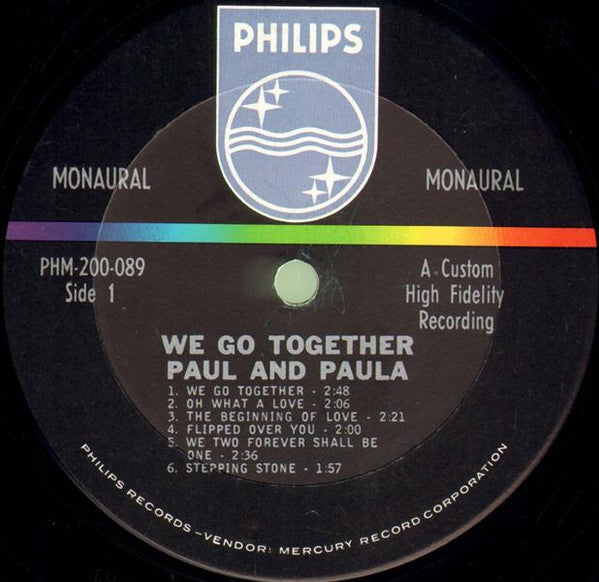 PHILIPS
MONAURAL
MONAURAL
PHM-200-089
Side 1
A Custom
High Fidelity
Recording
WE GO TOGETHER
PAUL AND PAULA
1. WE GO TOGETHER - 2:48
2. OH WHAT A LOVE - 2:06
3. THE BEGINNING OF LOVE - 2:21
4. FLIPPED OVER YOU - 2:00
5. WE TWO FOREVER SHALL BE
ONE - 2:36
6. STEPPING STONE - 1:57
PHILIPS RECORDS-VENDOR: MERCURY RECORD CORPORATION